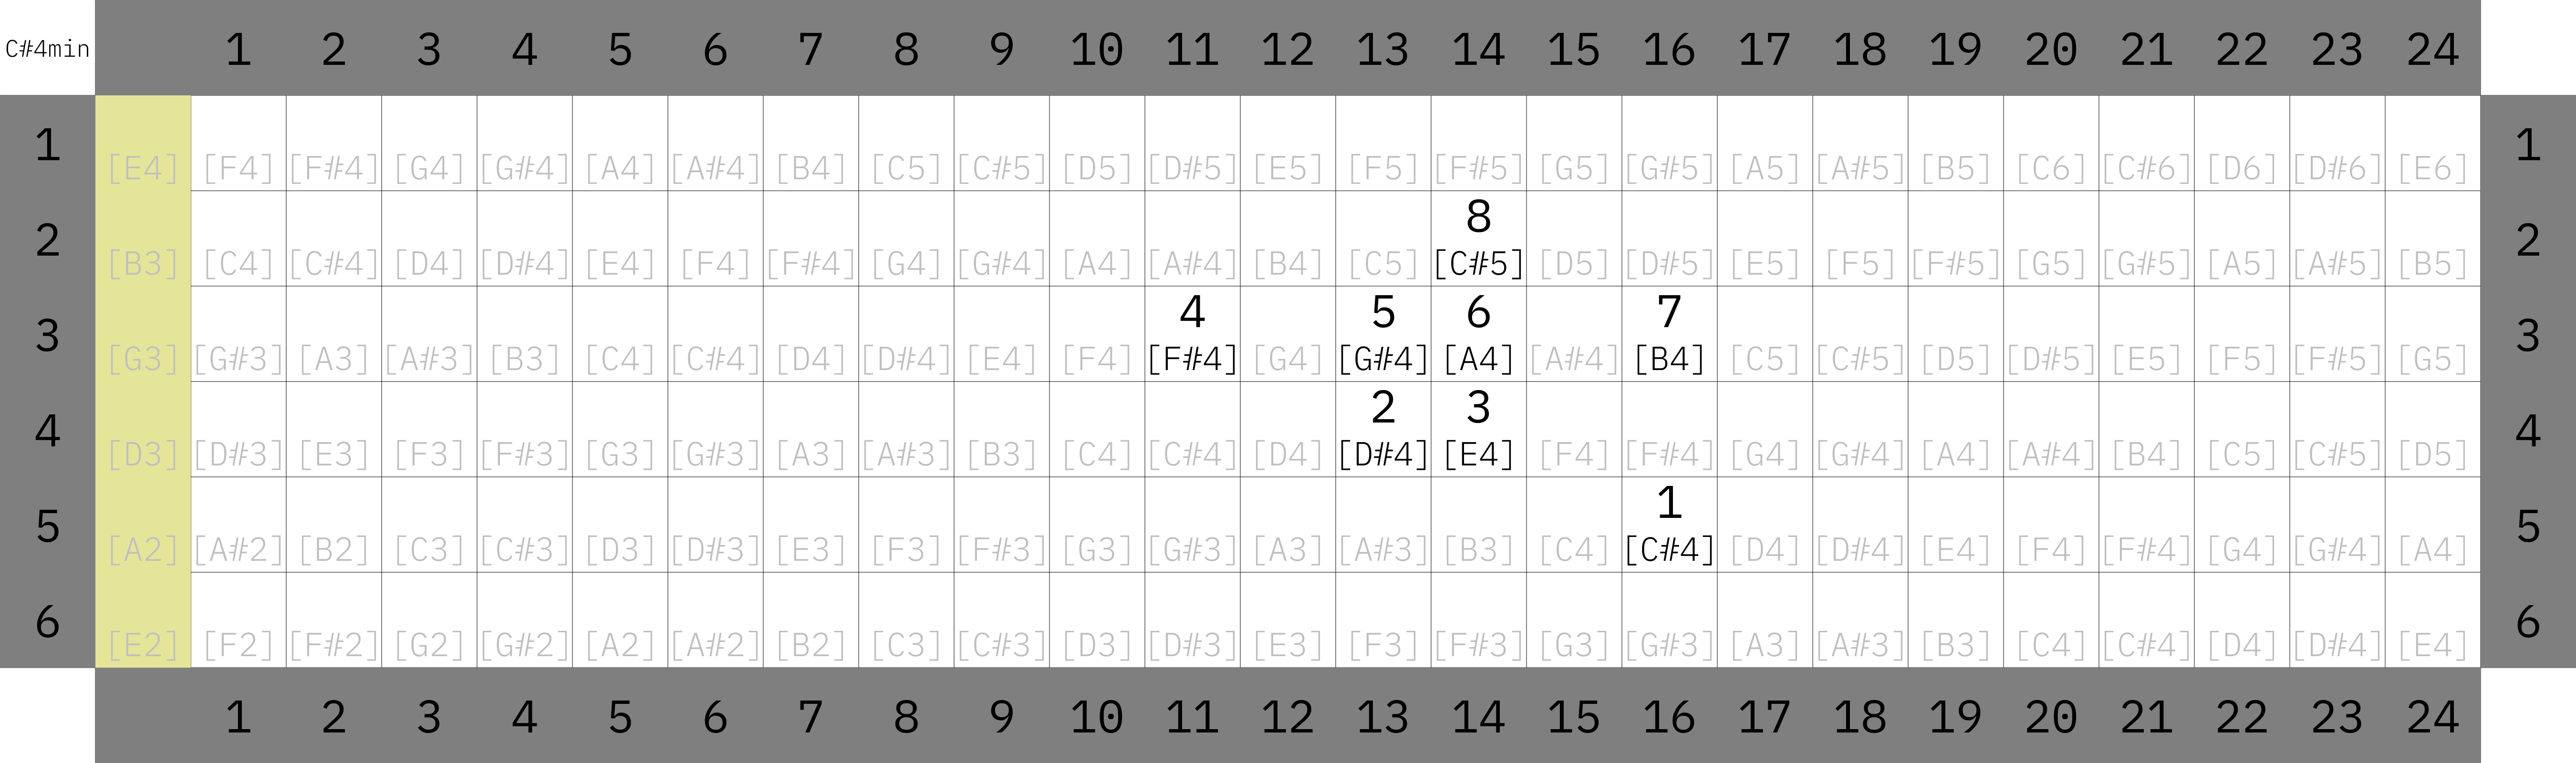 C#4min 1 2 3 4 5 6 7 8 9 10 11 12 13 14 15 16 17 18 19 20 21 22 23 24
1 [E4] [F4] [F#4] [G4] [G#4] [A4] [A#4] [B4] [C5] [C#5] [D5] [D#5] [E5] [F5] [F#5] [G5] [G#5] [A5] [A#5] [B5] [C6] [C#6] [D6] [D#6] [E6] 1
8
2 [B3] [C4] [C#4] [D4] [D#4] [E4] [F4] [F#4] [G4] [G#4] [A4] [A#4] [B4] [C5] [C#5] [D5] [D#5] [E5] [F5] [F#5] [G5] [G#5] [A5] [A#5] [B5] 2
4 5 6 7
3 [G3] [G#3] [A3] [A#3] [B3] [C4] [C#4] [D4] [D#4] [E4] [F4] [F#4] [G4] [G#4] [A4] [A#4] [B4] [C5] [C#5] [D5] [D#5] [E5] [F5] [F#5] [G5] 3
2 3
4 [D3] [D#3] [E3] [F3] [F#3] [G3] [G#3] [A3] [A#3] [B3] [C4] [C#4] [D4] [D#4] [E4] [F4] [F#4] [G4] [G#4] [A4] [A#4] [B4] [C5] [C#5] [D5] 4
1
5 [A2] [A#2] [B2] [C3] [C#3] [D3] [D#3] [E3] [F3] [F#3] [G3] [G#3] [A3] [A#3] [B3] [C4] [C#4] [D4] [D#4] [E4] [F4] [F#4] [G4] [G#4] [A4] 5
6 [E2] [F2] [F#2] [G2] [G#2] [A2] [A#2] [B2] [C3] [C#3] [D3] [D#3] [E3] [F3] [F#3] [G3] [G#3] [A3] [A#3] [B3] [C4] [C#4] [D4] [D#4] [E4] 6
1 2 3 4 5 6 7 8 9 10 11 12 13 14 15 16 17 18 19 20 21 22 23 24